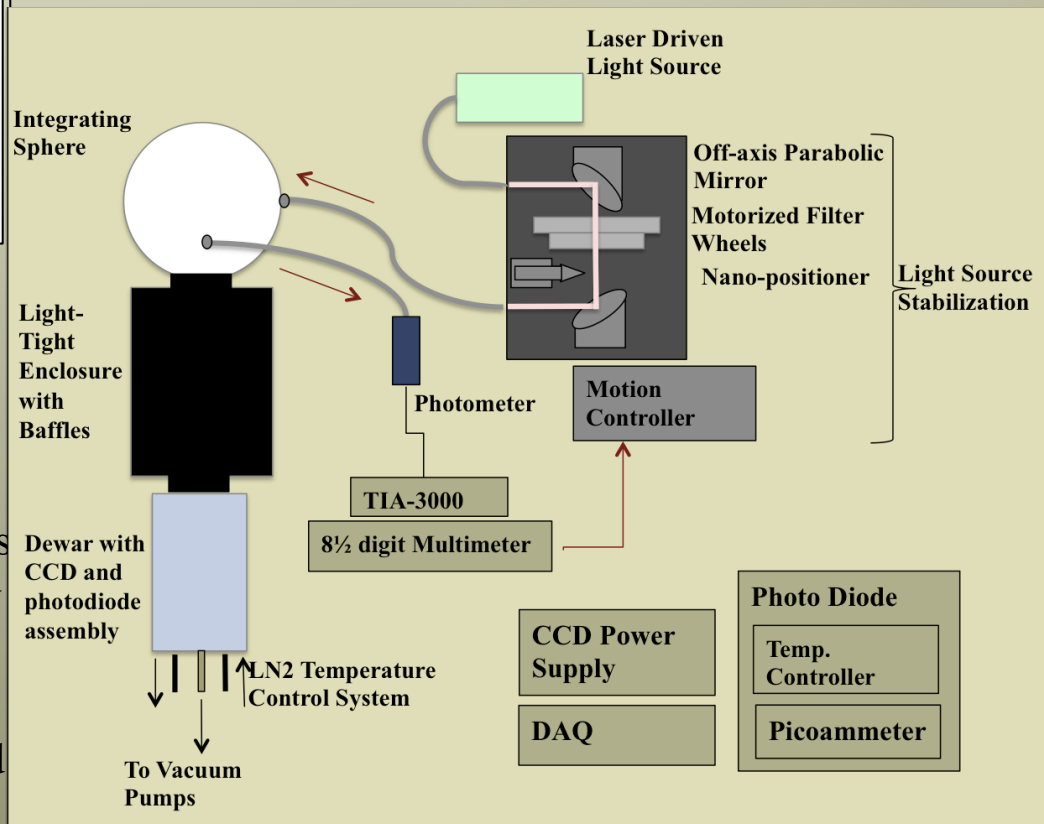 Laser Driven
Light Source
Integrating
Sphere
Off-axis Parabolic
Mirror
Motorized Filter
Wheels
Nano-positioner
Light Source
Stabilization
Light-
Tight
Enclosure
with
Baffles
Photometer
Motion
Controller
TIA-3000
8½ digit Multimeter
Dewar with
CCD and
photodiode
assembly
LN2 Temperature
Control System
To Vacuum
Pumps
CCD Power
Supply
DAQ
Photo Diode
Temp.
Controller
Picoammeter